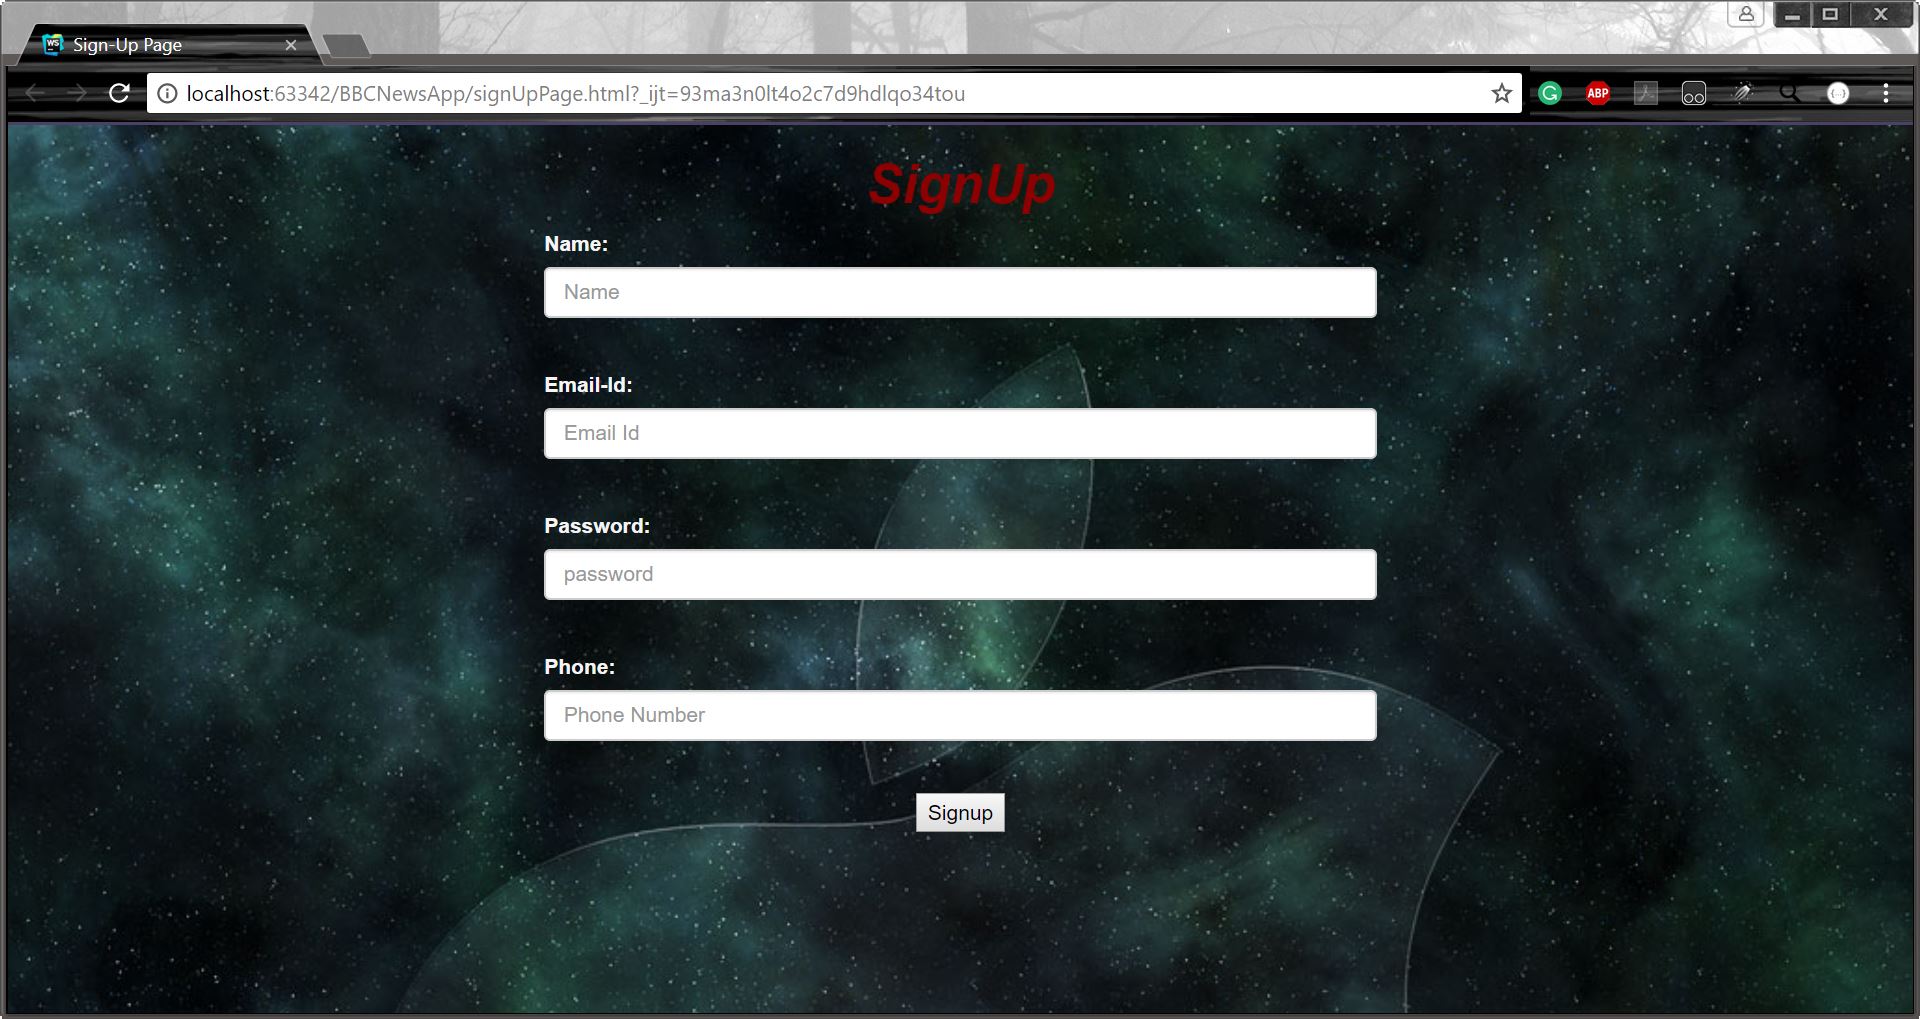 Sign-Up Page
localhost:63342/BBCNewsApp/signUpPage.html?_ijt=93ma3n0lt4o2c7d9hdlqo34tou
ABP
SignUp
Name:
Name
Email-Id:
Email Id
Password:
password
Phone:
Phone Number
Signup